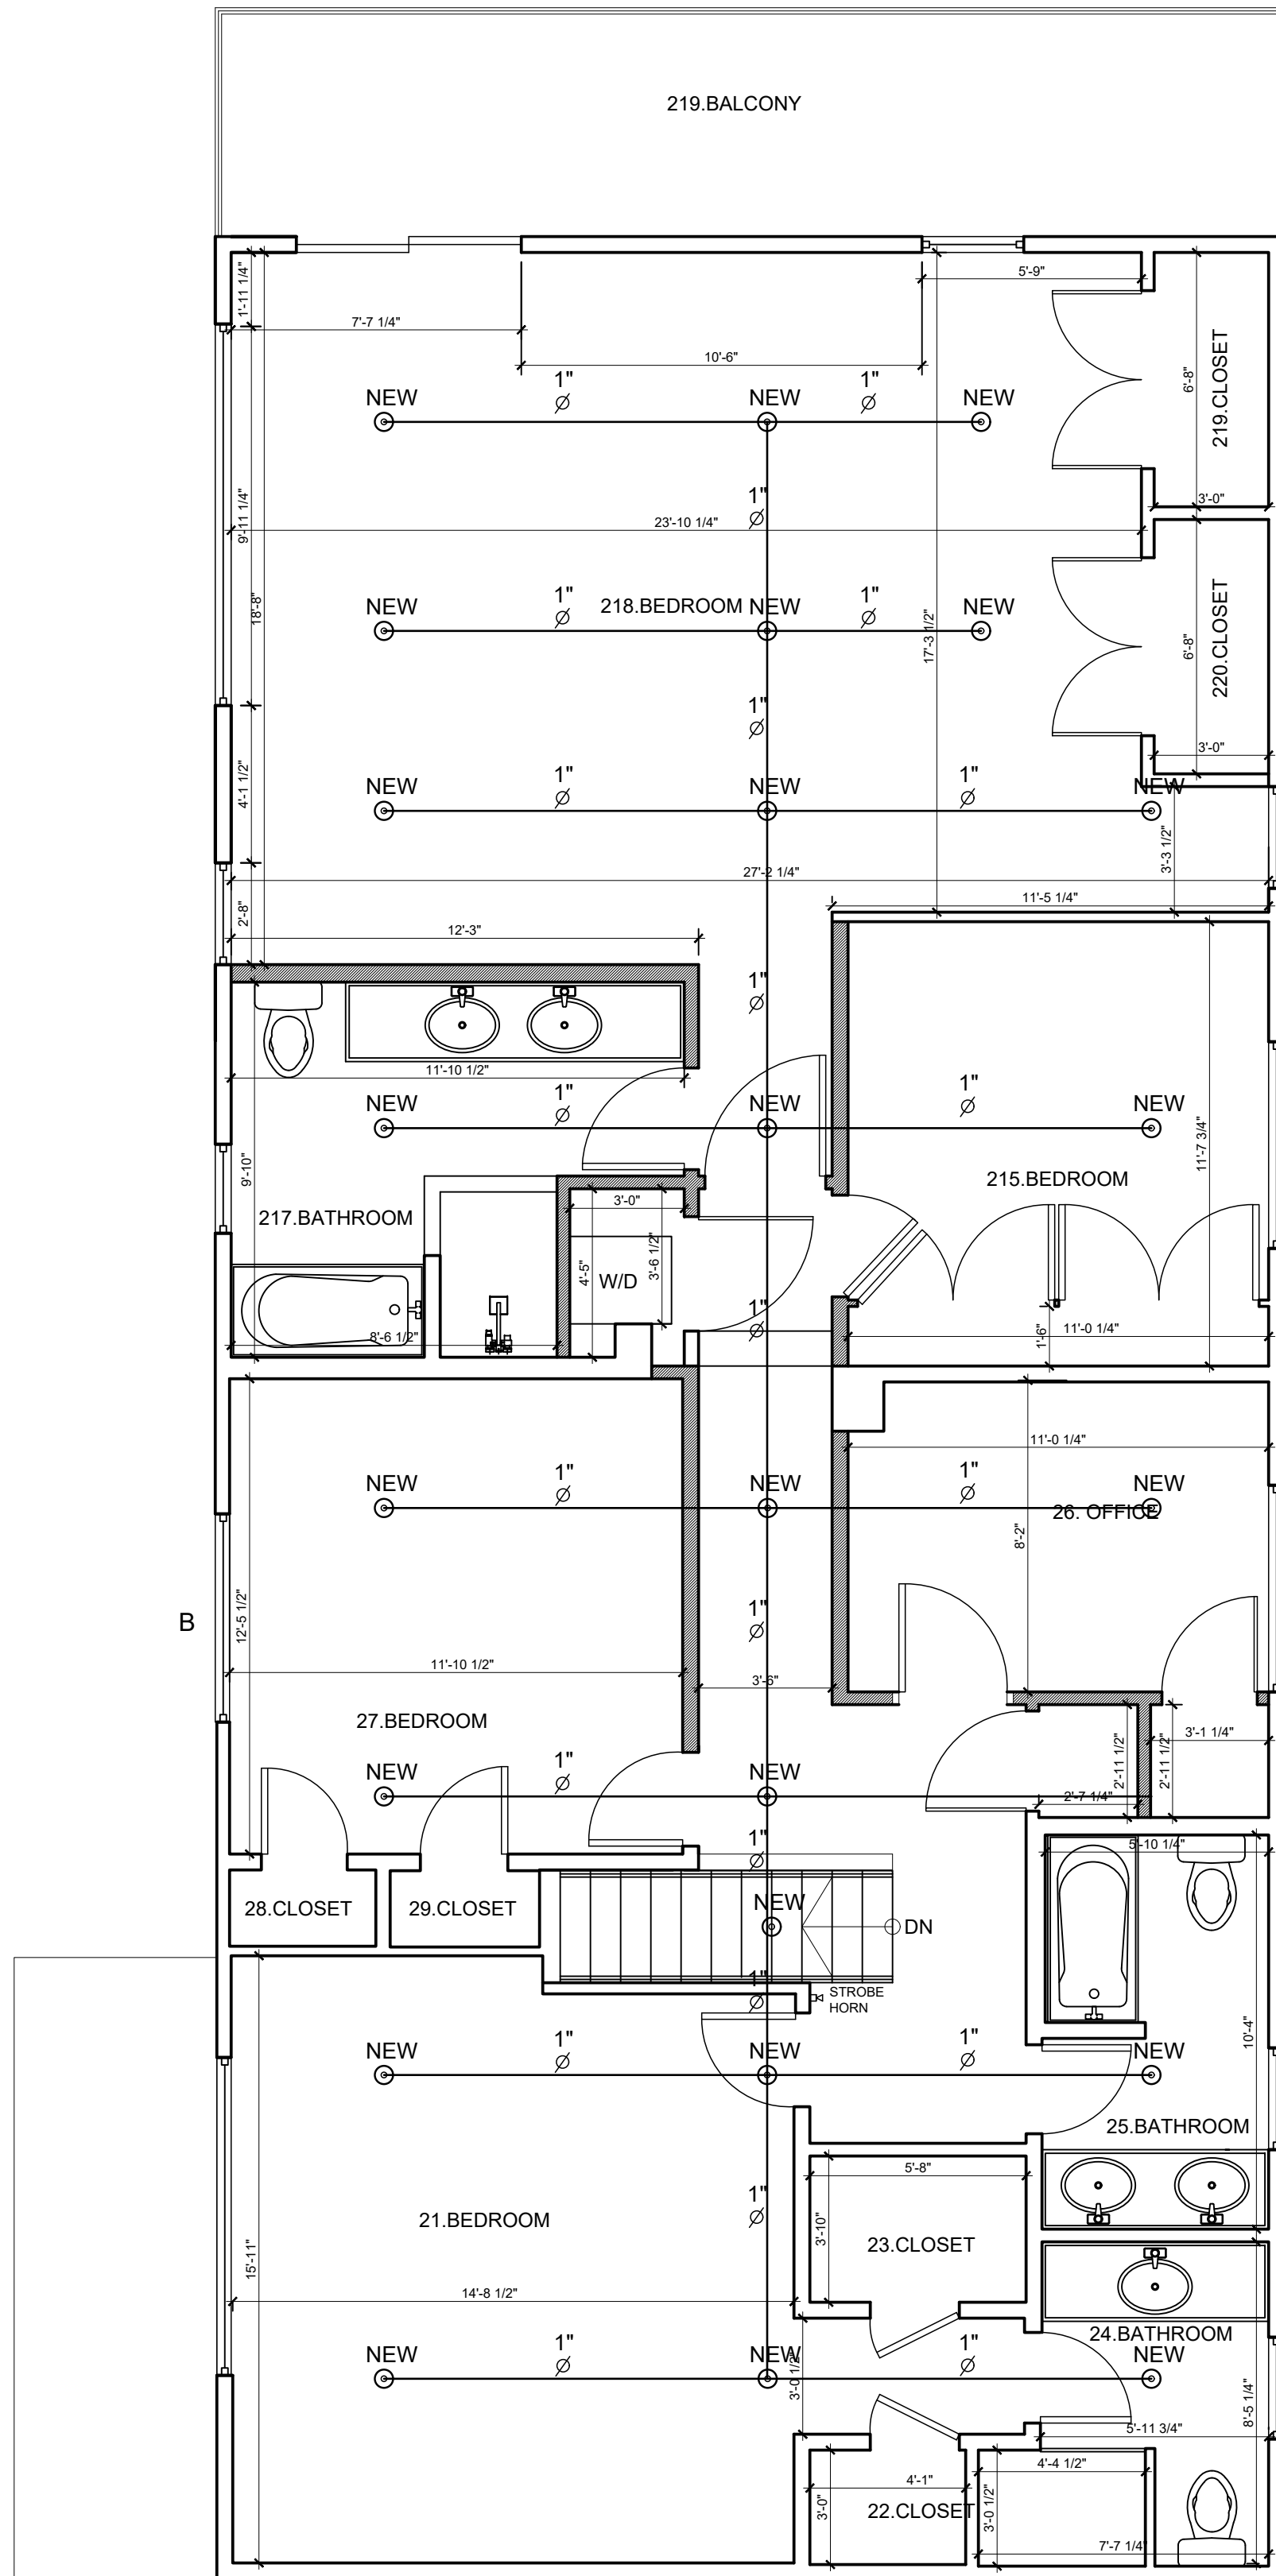 219.BALCONY
5'-9"
1'-11 1/4"
7'-7 1/4"
10'-6"
6'-8"
219.CLOSET
1"
1"
NEW
NEW
NEW
9'-11 1/4"
1"
3'-0"
23'-10 1/4"
18'-8"
1"
1"
NEW
218.BEDROOM
NEW
NEW
17'-3 1/2"
6'-8"
220.CLOSET
1"
3'-0"
4'-1 1/2"
1"
1"
NEW
NEW
NEW
3'-3 1/2"
27'-2 1/4"
2'-8"
11'-5 1/4"
12'-3"
1"
11'-10 1/2"
1"
1"
NEW
NEW
NEW
11'-7 3/4"
9'-10"
215.BEDROOM
3'-0"
217.BATHROOM
3'-6 1/2"
4'-5"
W/D
1"
8'-6 1/2"
1'-6"
11'-0 1/4"
11'-0 1/4"
1"
1"
NEW
NEW
NEW
26. OFFICE
8'-2"
12'-5 1/2"
1"
B
11'-10 1/2"
3'-6"
27.BEDROOM
3'-1 1/4"
2'-11 1/2"
2'-11 1/2"
1"
NEW
NEW
2'-7 1/4"
1"
5'-10 1/4"
28.CLOSET
29.CLOSET
NEW
DN
1"
STROBE
HORN
10'-4"
1"
1"
NEW
NEW
NEW
25.BATHROOM
5'-8"
1"
21.BEDROOM
3'-10"
23.CLOSET
15'-11"
14'-8 1/2"
24.BATHROOM
1"
1"
NEW
NEW
NEW
3'-0 1/2"
8'-5 1/4"
5'-11 3/4"
4'-4 1/2"
4'-1"
3'-0"
22.CLOSET
3'-0 1/2"
7'-7 1/4"